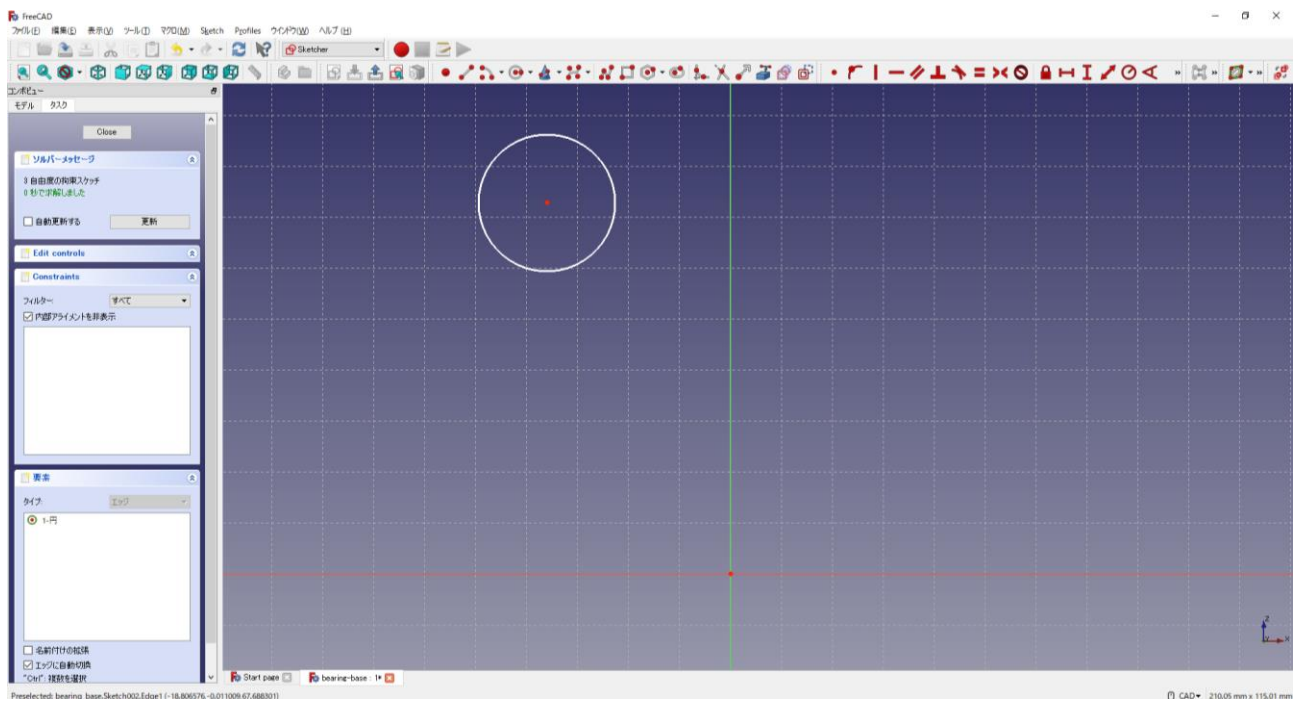 FreeCAD
ファイル(F) 編集(E) 表示(V) ツール(T) マクロ(M) Sketch Profiles ウインドウ(W) ヘルプ(H)
Sketcher
コンボビュー
モデル タスク
Close
ソルバーメッセージ
3 自由度の拘束スケッチ
0 秒で求解しました
自動更新する 更新
Edit controls
Constraints
フィルター: すべて
内部アライメントを非表示
要素
タイプ: エッジ
1-円
名前付けの拡張
エッジに自動切換
"Ctrl": 複数を選択
Z
Y X
Start page bearing-base : 1*
Preselected: bearing_base.Sketch002.Edge1 (-18.806576,-0.011009,67.688301)
CAD 210.05 mm x 115.01 mm